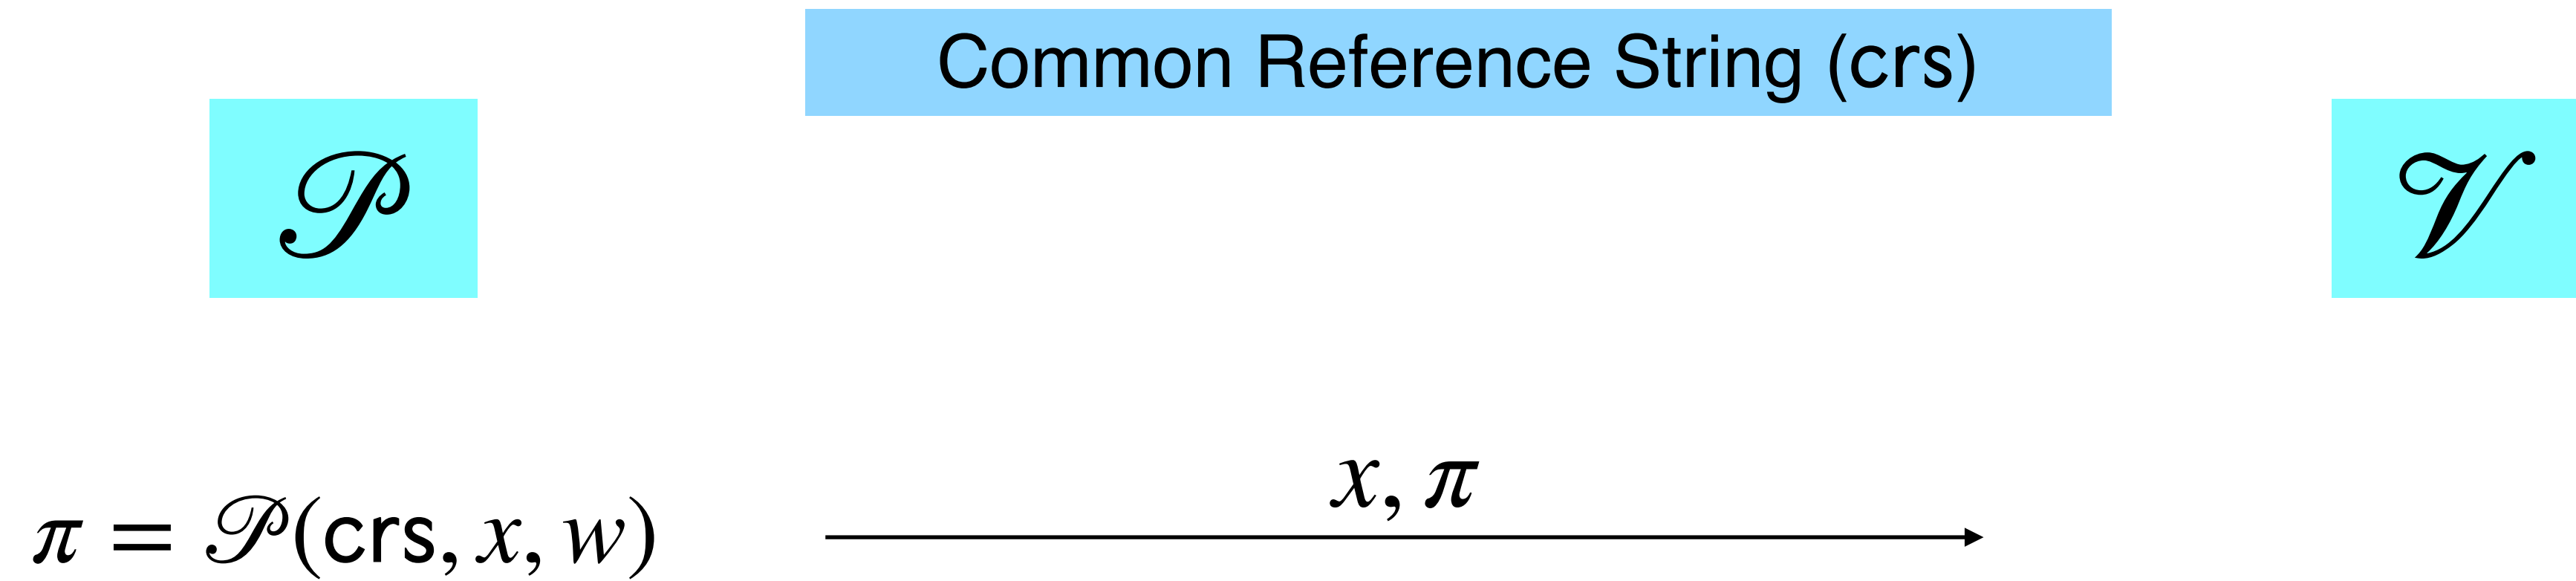 Common Reference String (crs)
𝒫
𝒱
x, π
π = 𝒫(crs, x, w)